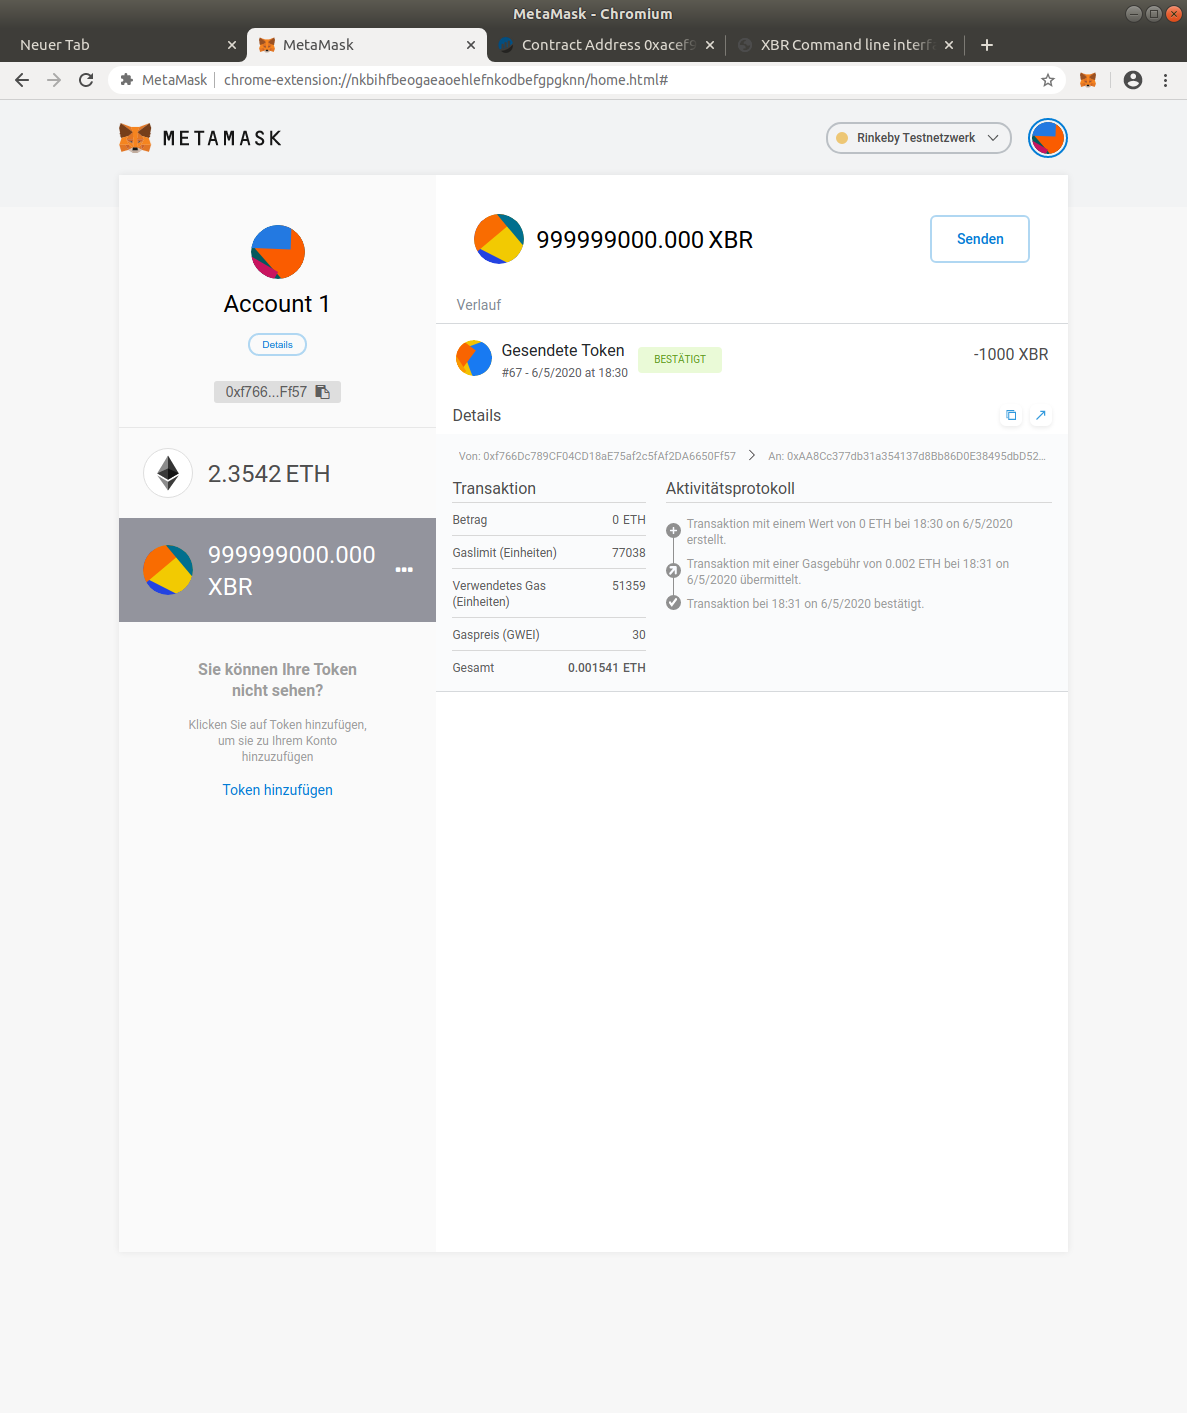 MetaMask - Chromium
Neuer Tab
MetaMask
Contract Address 0xacef9
XBR Command line interfa
MetaMask
chrome-extension://nkbihfbeogaeaoehlefnkodbefgpgknn/home.html#
METAMASK
Rinkeby Testnetzwerk
Account 1
Details
0xf766...Ff57
2.3542 ETH
999999000.000
XBR
Sie können Ihre Token
nicht sehen?
Klicken Sie auf Token hinzufügen,
um sie zu Ihrem Konto
hinzuzufügen
Token hinzufügen
999999000.000 XBR
Senden
Verlauf
Gesendete Token
BESTÄTIGT
-1000 XBR
#67 - 6/5/2020 at 18:30
Details
Von: 0xf766Dc789CF04CD18aE75af2c5fAf2DA6650Ff57
An: 0xAA8Cc377db31a354137d8Bb86D0E38495dbD52...
Transaktion
Betrag 0 ETH
Gaslimit (Einheiten) 77038
Verwendetes Gas 51359
(Einheiten)
Gaspreis (GWEI) 30
Gesamt 0.001541 ETH
Aktivitätsprotokoll
Transaktion mit einem Wert von 0 ETH bei 18:30 on 6/5/2020
erstellt.
Transaktion mit einer Gasgebühr von 0.002 ETH bei 18:31 on
6/5/2020 übermittelt.
Transaktion bei 18:31 on 6/5/2020 bestätigt.